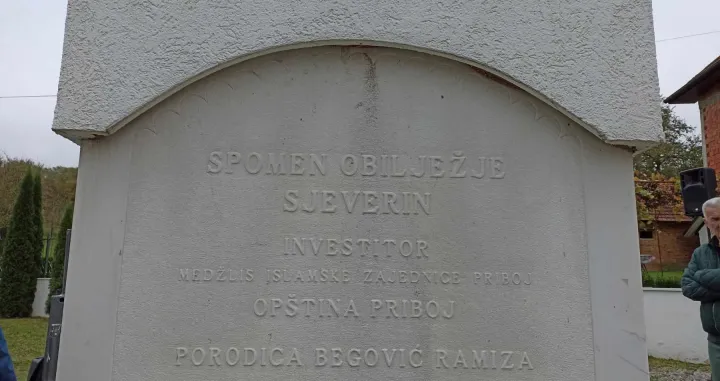 SPOMEN OBILJEŽJE
SJEVERIN
INVESTITOR
MEDŽLIS ISLAMSKE ZAJEDNICE PRIBOJ
OPŠTINA PRIBOJ
PORODICA BEGOVIĆ RAMIZA